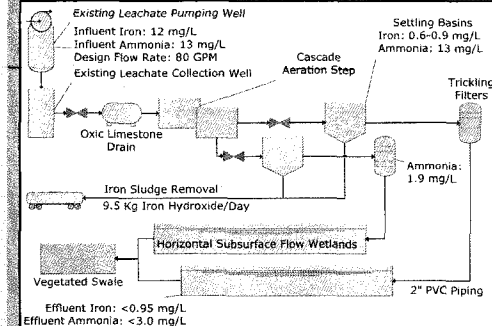 Existing Leachate Pumping Well
Influent Iron: 12 mg/L
Influent Ammonia: 13 mg/L
Design Flow Rate: 80 GPM
Existing Leachate Collection Well
Settling Basins
Iron: 0.6-0.9 mg/L
Ammonia: 13 mg/L
Cascade
Aeration Step
Trickling
Filters
Oxic Limestone
Drain
Ammonia:
1.9 mg/L
Iron Sludge Removal
9.5 Kg Iron Hydroxide/Day
Horizontal Subsurface Flow Wetlands
Vegetated Swale
2" PVC Piping
Effluent Iron: <0.95 mg/L
Effluent Ammonia: <3.0 mg/L